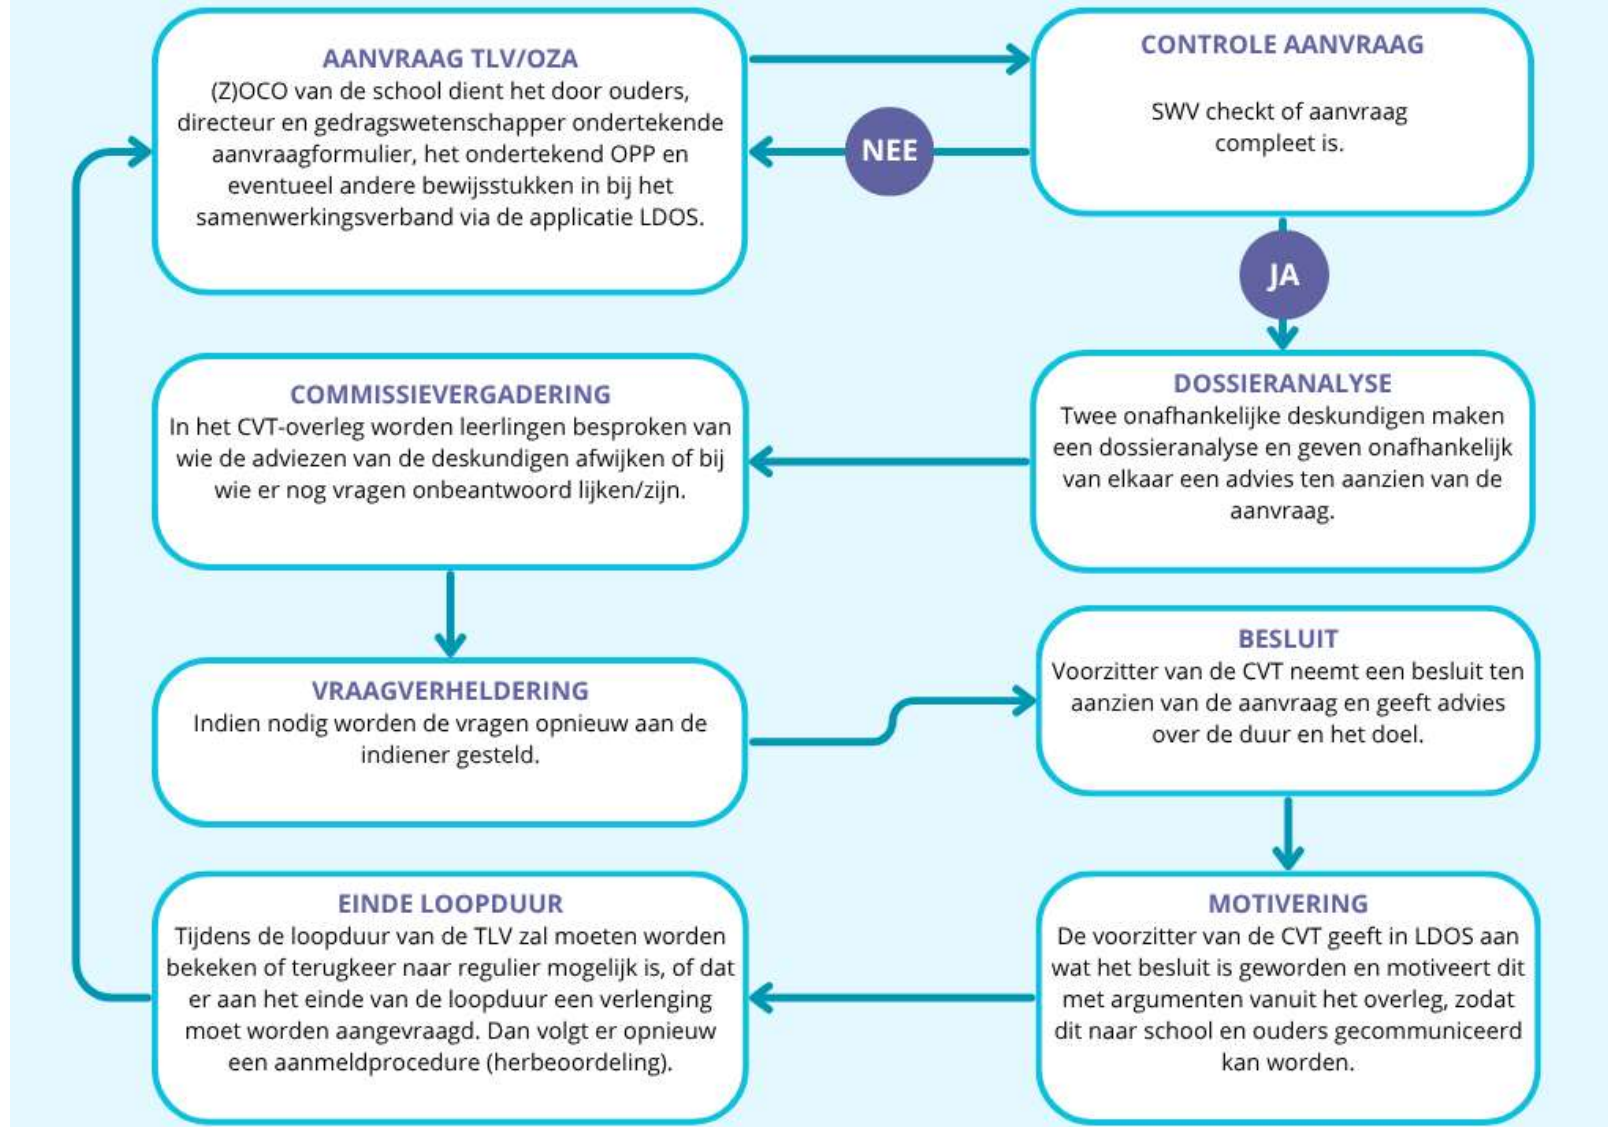 AANVRAAG TLV/OZA
(Z)OCO van de school dient het door ouders,
directeur en gedragswetenschapper ondertekende
aanvraagformulier, het ondertekend OPP en
eventueel andere bewijsstukken in bij het
samenwerkingsverband via de applicatie LDOS.
CONTROLE AANVRAAG
SWV checkt of aanvraag
compleet is.
NEE
JA
DOSSIERANALYSE
Twee onafhankelijke deskundigen maken
een dossieranalyse en geven onafhankelijk
van elkaar een advies ten aanzien van de
aanvraag.
COMMISSIEVERGADERING
In het CVT-overleg worden leerlingen besproken van
wie de adviezen van de deskundigen afwijken of bij
wie er nog vragen onbeantwoord lijken/zijn.
VRAAGVERHELDERING
Indien nodig worden de vragen opnieuw aan de
indiener gesteld.
BESLUIT
Voorzitter van de CVT neemt een besluit ten
aanzien van de aanvraag en geeft advies
over de duur en het doel.
MOTIVERING
De voorzitter van de CVT geeft in LDOS aan
wat het besluit is geworden en motiveert dit
met argumenten vanuit het overleg, zodat
dit naar school en ouders gecommuniceerd
kan worden.
EINDE LOOPDUUR
Tijdens de loopduur van de TLV zal moeten worden
bekeken of terugkeer naar regulier mogelijk is, of dat
er aan het einde van de loopduur een verlenging
moet worden aangevraagd. Dan volgt er opnieuw
een aanmeldprocedure (herbeoordeling).